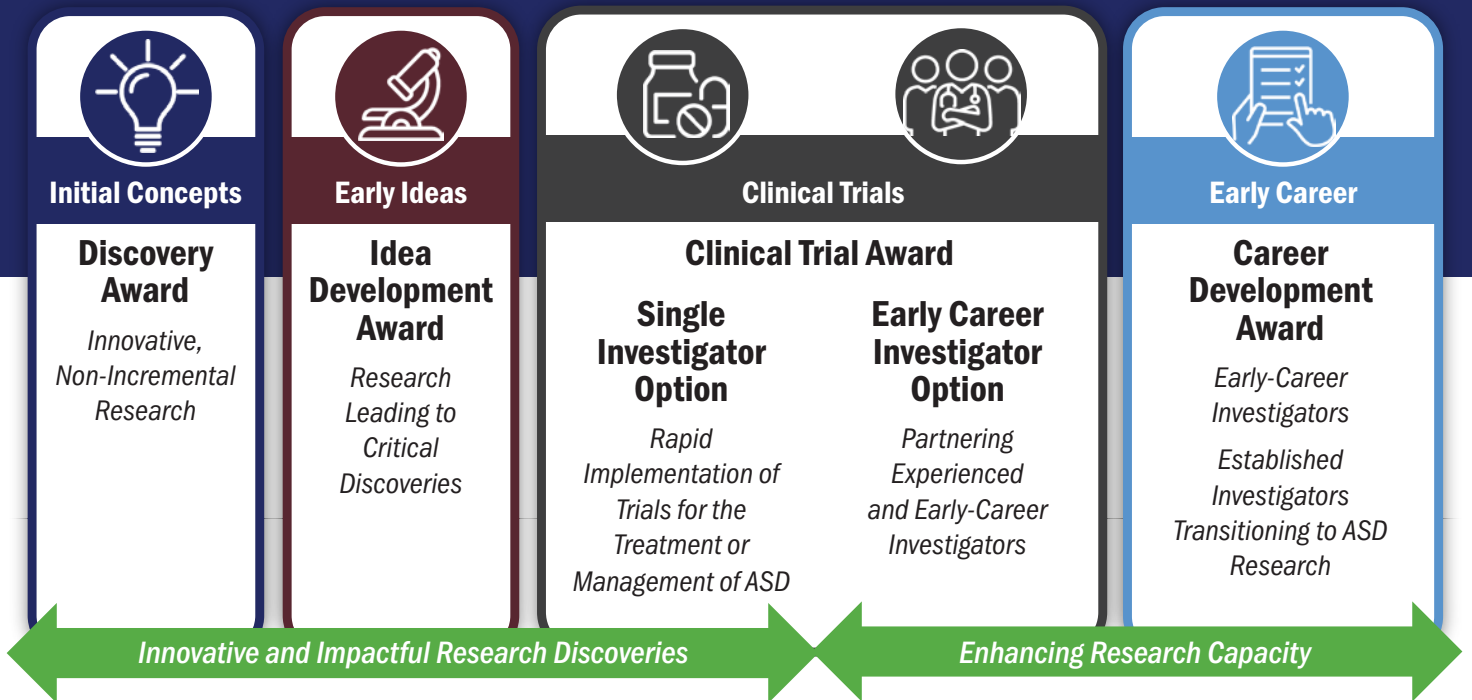 Initial Concepts
Discovery
Award
Innovative,
Non-Incremental
Research
Early Ideas
Idea
Development
Award
Research
Leading to
Critical
Discoveries
Clinical Trials
Clinical Trial Award
Single
Investigator
Option
Rapid
Implementation of
Trials for the
Treatment or
Management of ASD
Early Career
Investigator
Option
Partnering
Experienced
and Early-Career
Investigators
Early Career
Career
Development
Award
Early-Career
Investigators
Established
Investigators
Transitioning to ASD
Research
Innovative and Impactful Research Discoveries
Enhancing Research Capacity